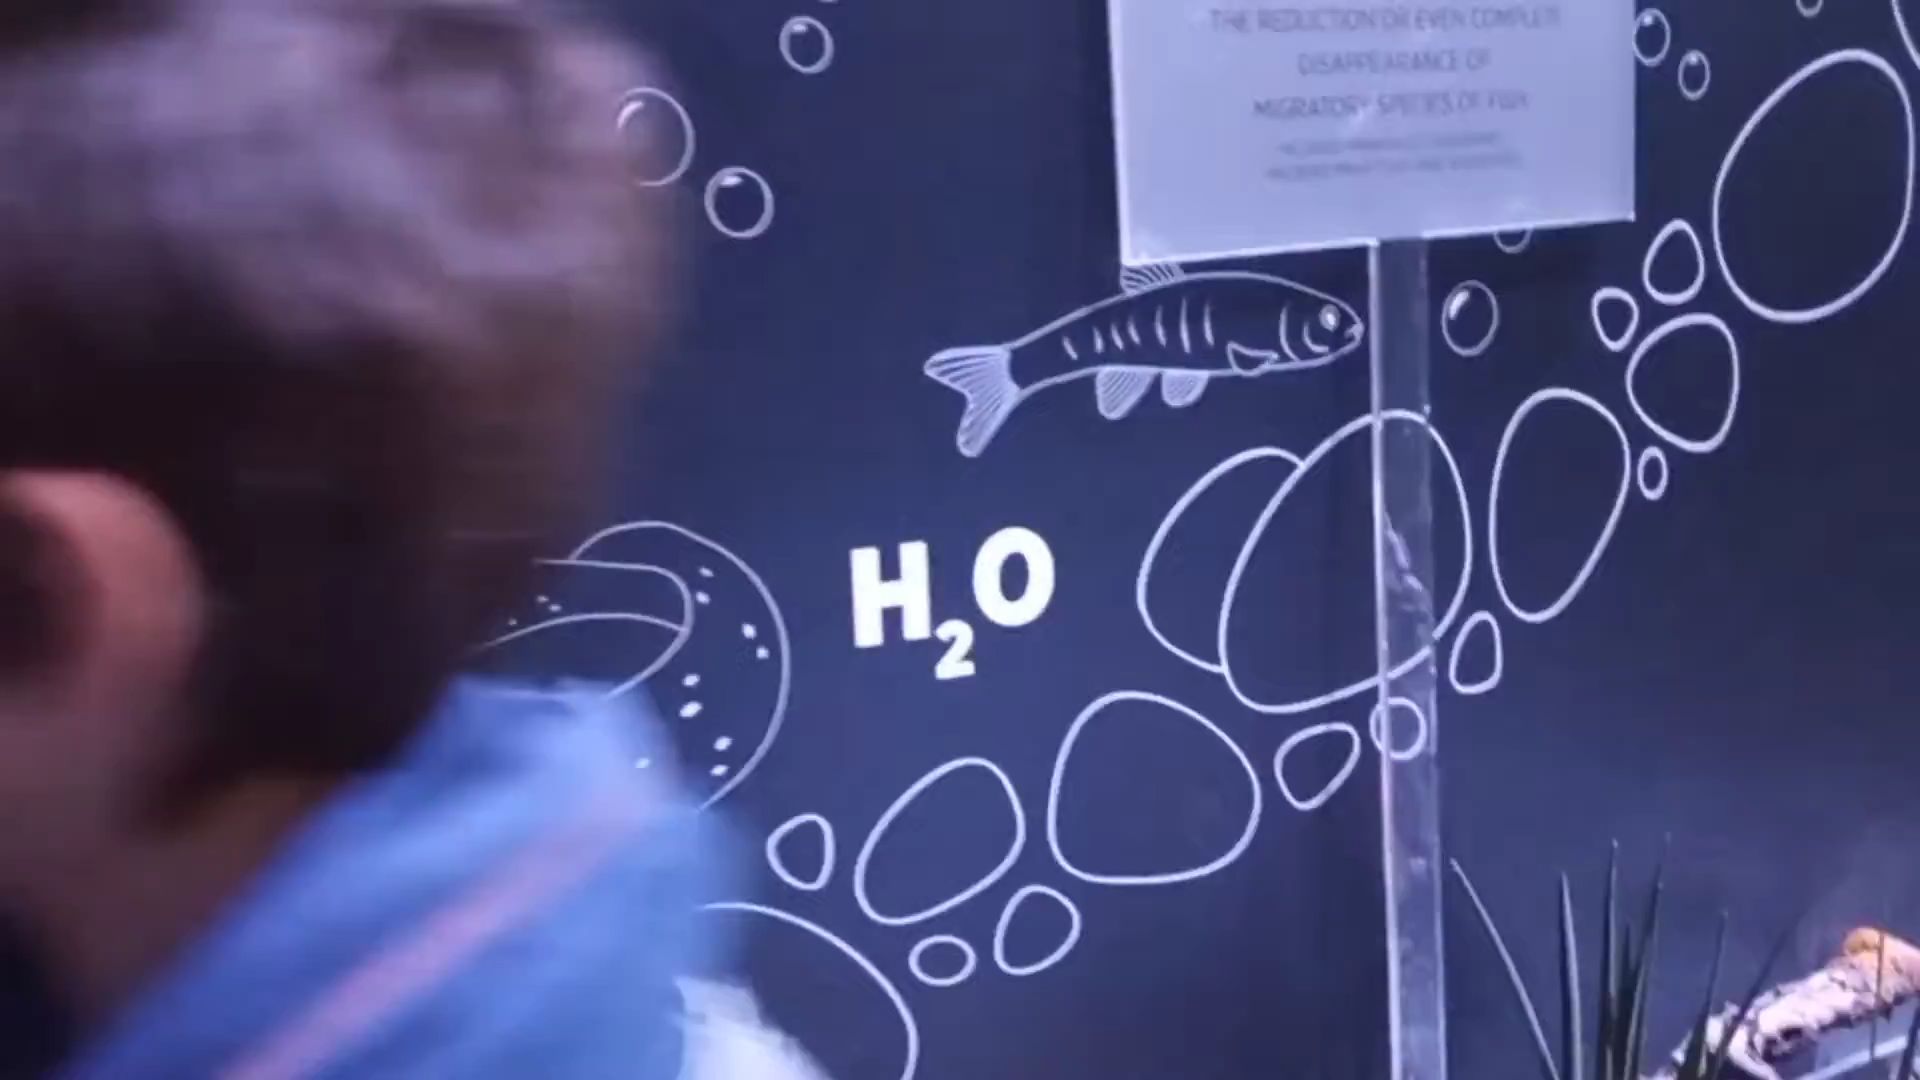 THE REDUCTION OR EVEN COMPLETE
DISAPPEARANCE OF
MIGRATORY SPECIES OF FISH
H₂O